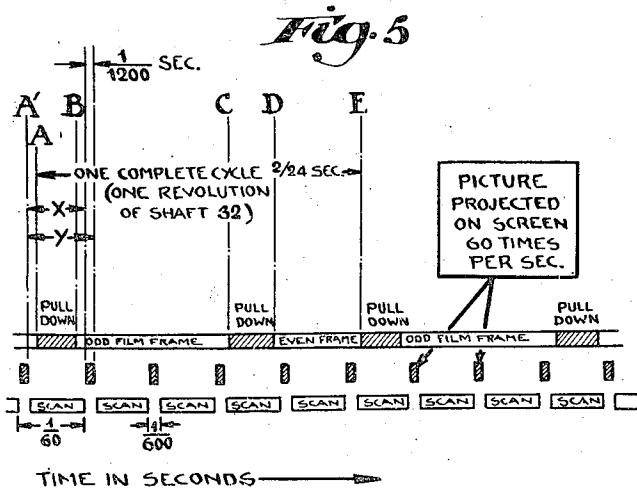 Fig. 5
1/1200 SEC.
A' B C D E
A
ONE COMPLETE CYCLE 2/24 SEC.
(ONE REVOLUTION
OF SHAFT 32)
X
Y
PICTURE
PROJECTED
ON SCREEN
60 TIMES
PER SEC.
PULL DOWN
PULL DOWN
PULL DOWN
PULL DOWN
ODD FILM FRAME EVEN FRAME ODD FILM FRAME
SCAN SCAN SCAN SCAN SCAN SCAN SCAN SCAN SCAN
1/60 1/600
TIME IN SECONDS